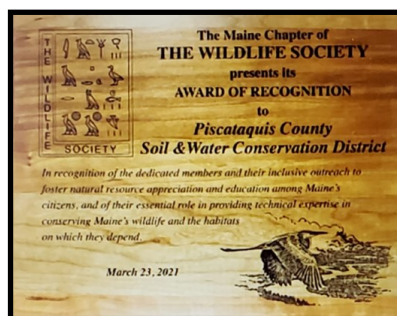 THE WILDLIFE
SOCIETY
The Maine Chapter of
THE WILDLIFE SOCIETY
presents its
AWARD OF RECOGNITION
to
Piscataquis County
Soil & Water Conservation District
In recognition of the dedicated members and their inclusive outreach to
foster natural resource appreciation and education among Maine's
citizens, and of their essential role in providing technical expertise in
conserving Maine's wildlife and the habitats
on which they depend.
March 23, 2021